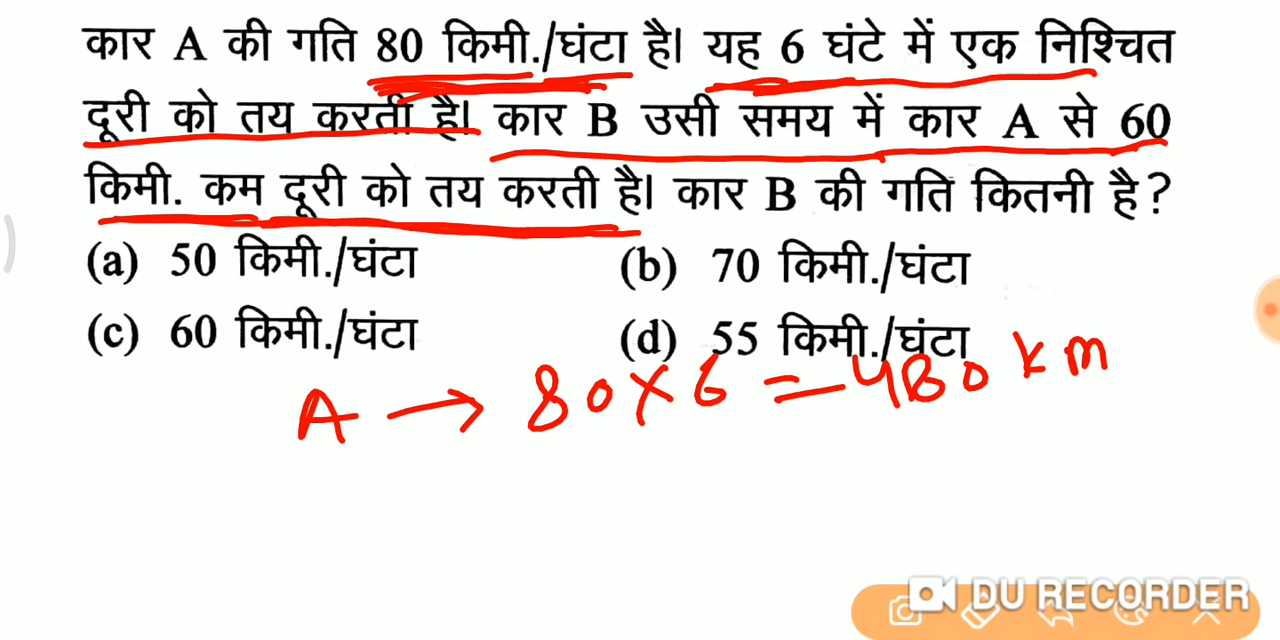 कार A की गति 80 किमी./घंटा है। यह 6 घंटे में एक निश्चित
दूरी को तय करती है। कार B उसी समय में कार A से 60
किमी. कम दूरी को तय करती है। कार B की गति कितनी है?
(a) 50 किमी./घंटा (b) 70 किमी./घंटा
(c) 60 किमी./घंटा (d) 55 किमी./घंटा
A → 80 × 6 = 480 km
DU RECORDER